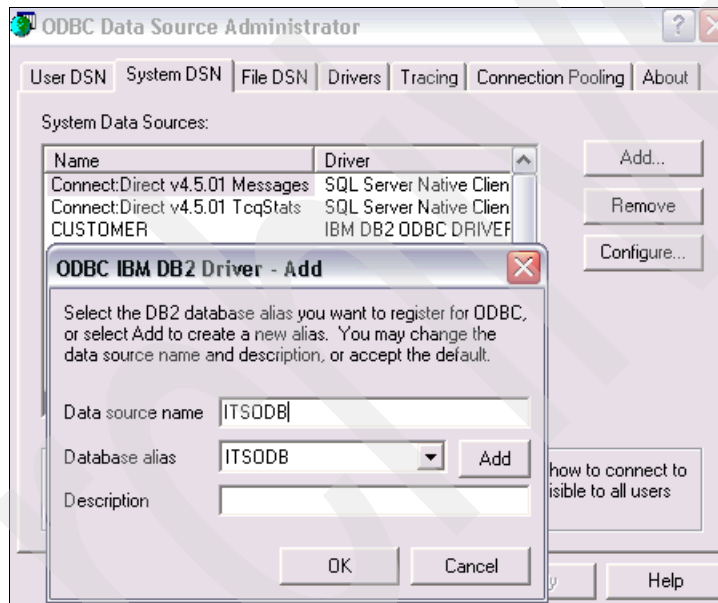 ODBC Data Source Administrator
User DSN System DSN File DSN Drivers Tracing Connection Pooling About
System Data Sources:
Name Driver
Connect:Direct v4.5.01 Messages SQL Server Native Clien
Connect:Direct v4.5.01 TcqStats SQL Server Native Clien
CUSTOMER IBM DB2 ODBC DRIVER
Add...
Remove
Configure...
ODBC IBM DB2 Driver - Add
Select the DB2 database alias you want to register for ODBC,
or select Add to create a new alias. You may change the
data source name and description, or accept the default.
Data source name ITSODB
Database alias ITSODB Add
Description
OK Cancel
how to connect to
isible to all users
Help